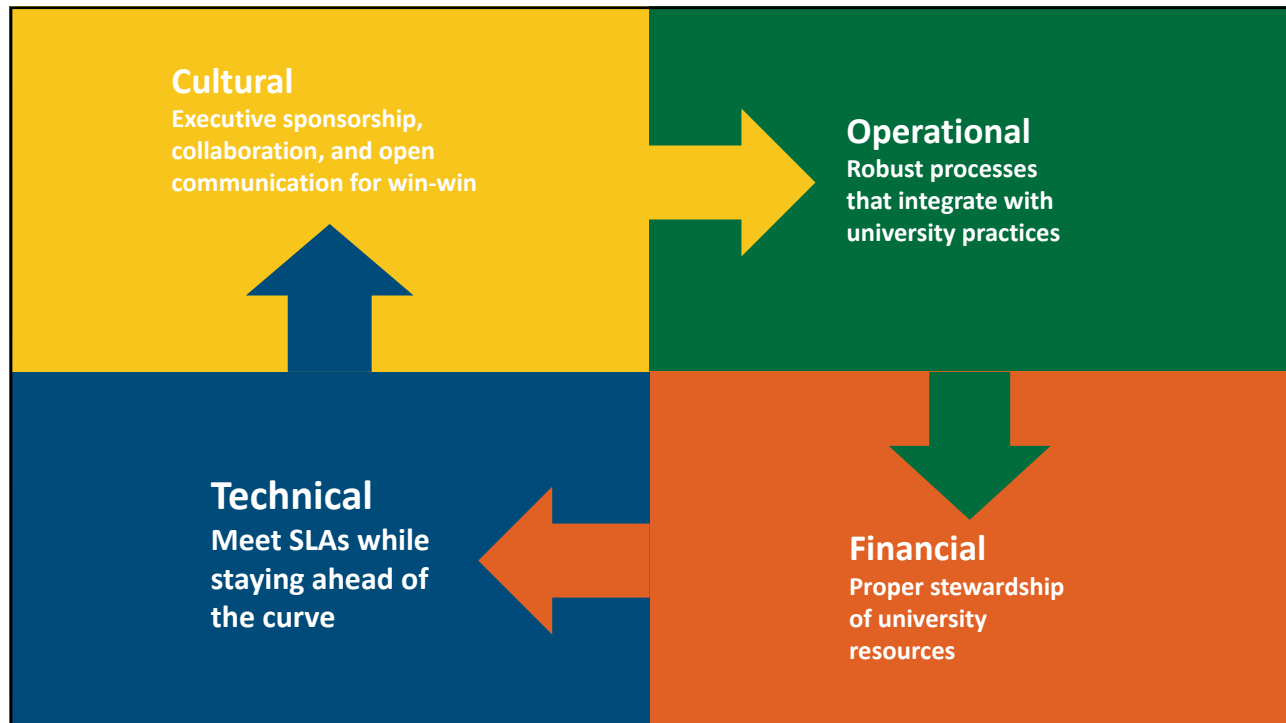 Cultural
Executive sponsorship,
collaboration, and open
communication for win-win
Operational
Robust processes
that integrate with
university practices
Technical
Meet SLAs while
staying ahead of
the curve
Financial
Proper stewardship
of university
resources